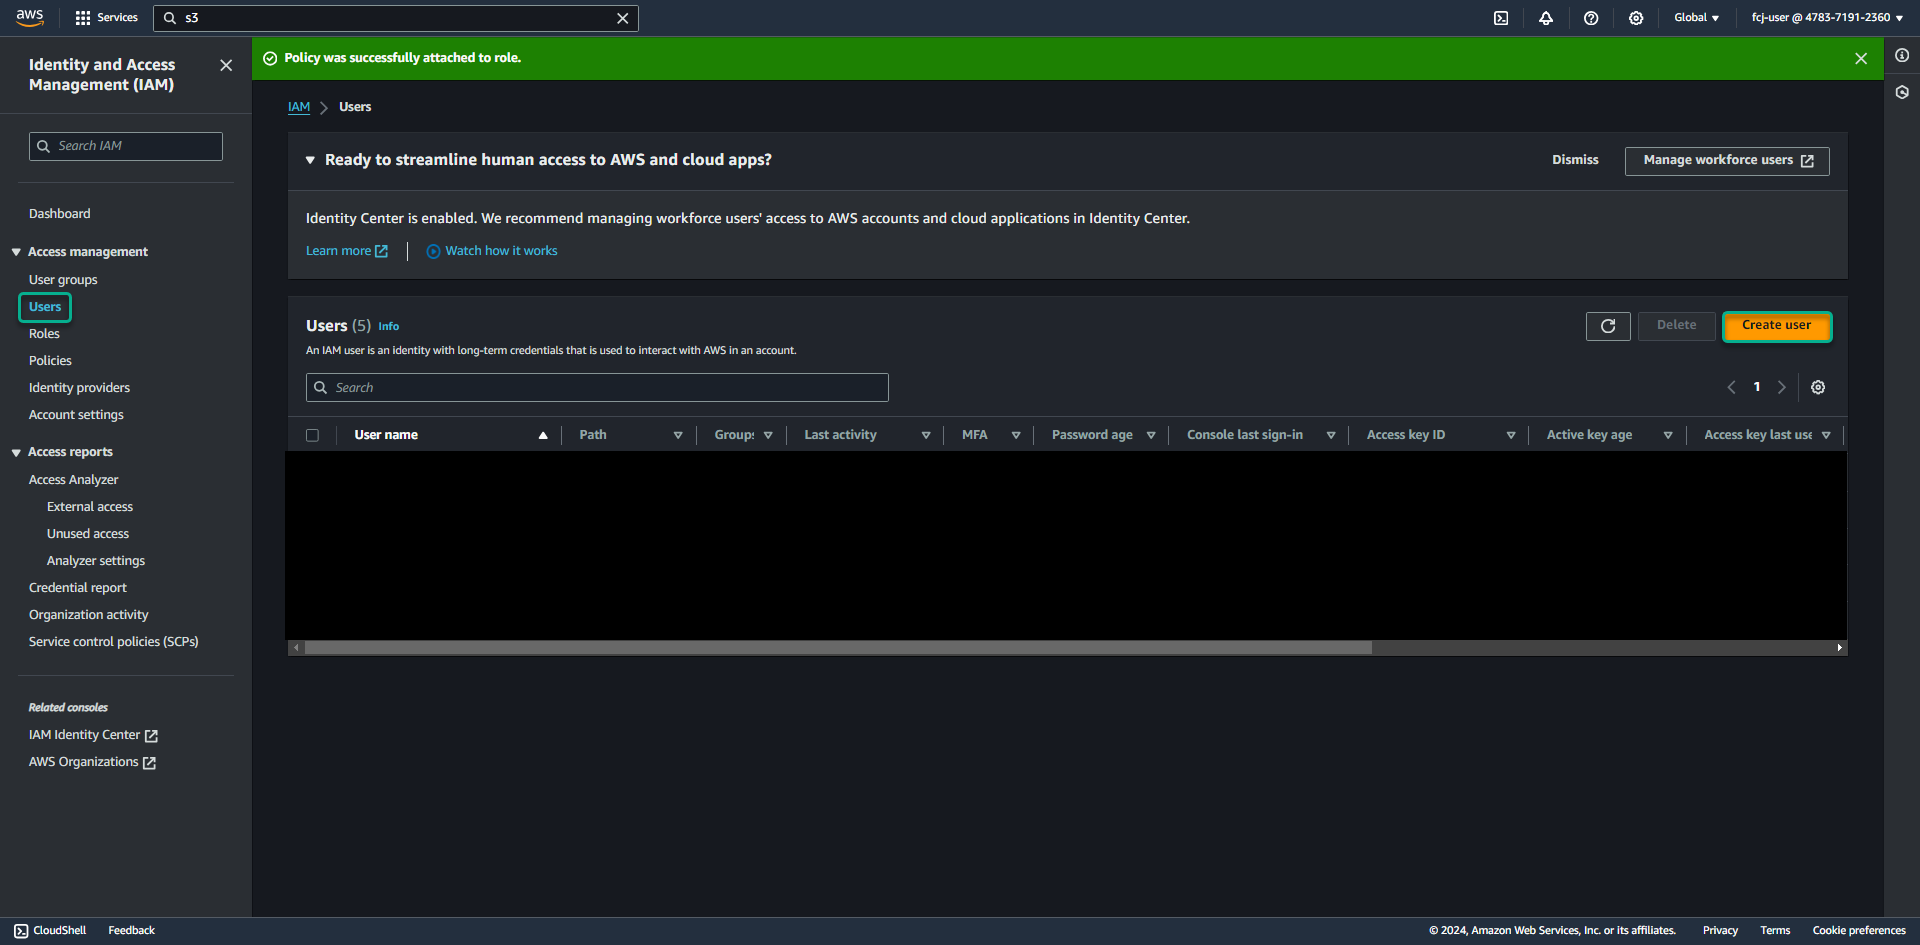 aws
Services
s3
Global
fcj-user @ 4783-7191-2360
Identity and Access
Management (IAM)
Search IAM
Dashboard
Access management
User groups
Users
Roles
Policies
Identity providers
Account settings
Access reports
Access Analyzer
External access
Unused access
Analyzer settings
Credential report
Organization activity
Service control policies (SCPs)
Related consoles
IAM Identity Center
AWS Organizations
Policy was successfully attached to role.
IAM
Users
Ready to streamline human access to AWS and cloud apps?
Dismiss
Manage workforce users
Identity Center is enabled. We recommend managing workforce users' access to AWS accounts and cloud applications in Identity Center.
Learn more
Watch how it works
Users (5) Info
Delete
Create user
An IAM user is an identity with long-term credentials that is used to interact with AWS in an account.
Search
1
User name
Path
Groups
Last activity
MFA
Password age
Console last sign-in
Access key ID
Active key age
Access key last use
CloudShell
Feedback
© 2024, Amazon Web Services, Inc. or its affiliates.
Privacy
Terms
Cookie preferences